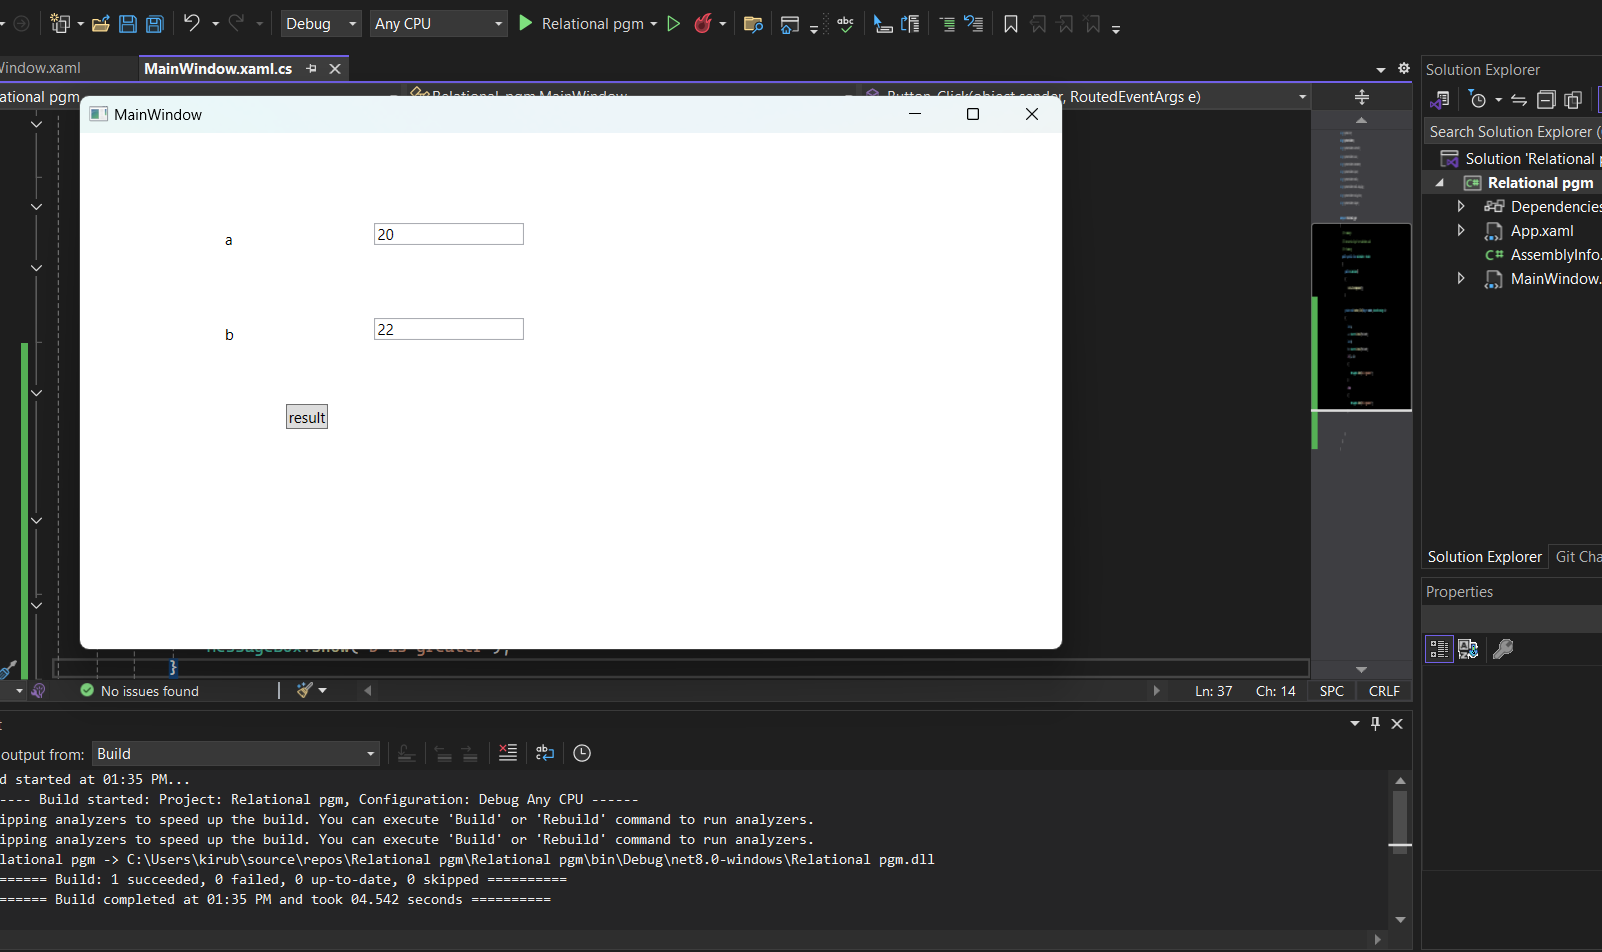 Debug
Any CPU
Relational pgm
abc
Window.xaml
MainWindow.xaml.cs
ational pgm
Relational_pgm.MainWindow
Button_Click(object sender, RoutedEventArgs e)
MainWindow
a
20
b
22
result
MessageBox.Show("b is greater");
}
No issues found
Ln: 37
Ch: 14
SPC
CRLF
output from:
Build
d started at 01:35 PM...
---- Build started: Project: Relational pgm, Configuration: Debug Any CPU ------
ipping analyzers to speed up the build. You can execute 'Build' or 'Rebuild' command to run analyzers.
ipping analyzers to speed up the build. You can execute 'Build' or 'Rebuild' command to run analyzers.
lational pgm -> C:\Users\kirub\source\repos\Relational pgm\Relational pgm\bin\Debug\net8.0-windows\Relational pgm.dll
====== Build: 1 succeeded, 0 failed, 0 up-to-date, 0 skipped ==========
====== Build completed at 01:35 PM and took 04.542 seconds ==========
Solution Explorer
Search Solution Explorer (
Solution 'Relational p
C# Relational pgm
Dependencies
App.xaml
C# AssemblyInfo.
MainWindow.
Solution Explorer
Git Cha
Properties